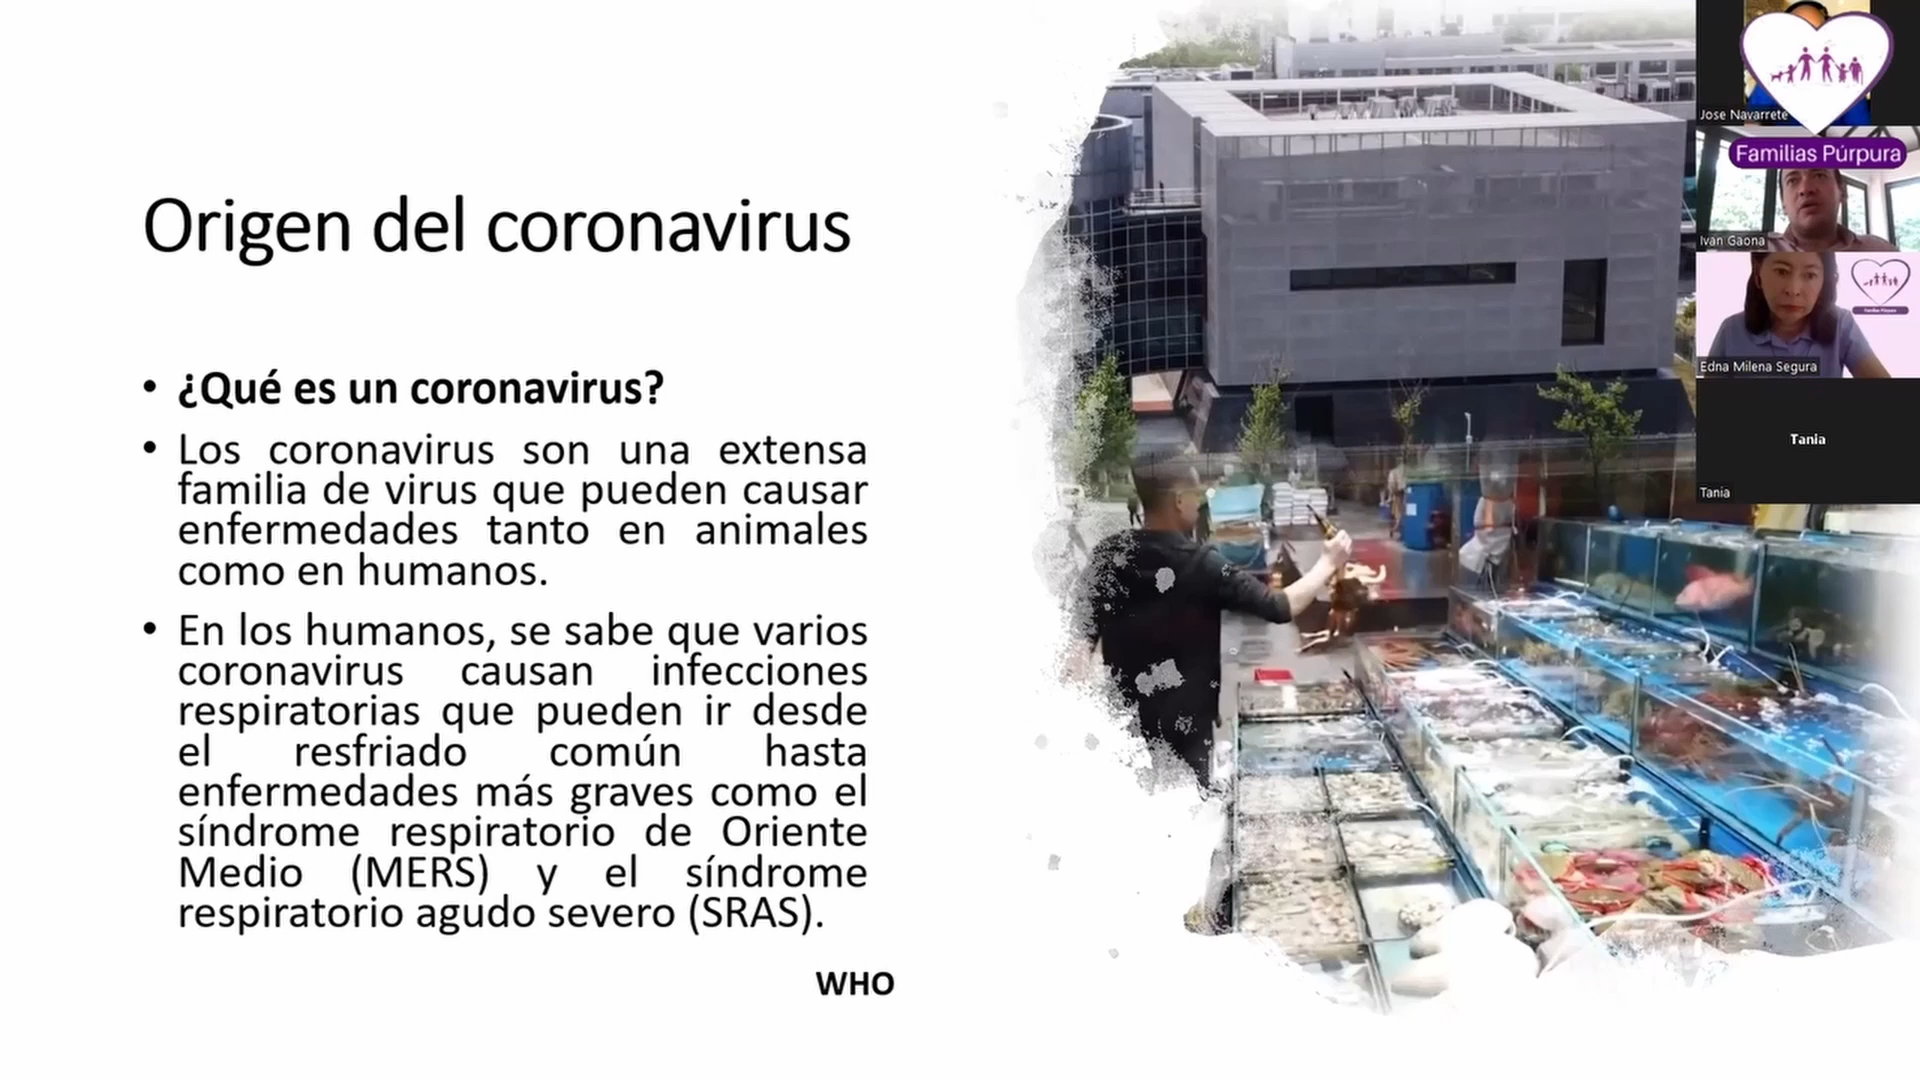 Origen del coronavirus
• ¿Qué es un coronavirus?
• Los coronavirus son una extensa
familia de virus que pueden causar
enfermedades tanto en animales
como en humanos.
• En los humanos, se sabe que varios
coronavirus causan infecciones
respiratorias que pueden ir desde
el resfriado común hasta
enfermedades más graves como el
síndrome respiratorio de Oriente
Medio (MERS) y el síndrome
respiratorio agudo severo (SRAS).
WHO
Jose Navarrete
Familias Púrpura
Ivan Gaona
Familias Púrpura
Edna Milena Segura
Tania
Tania